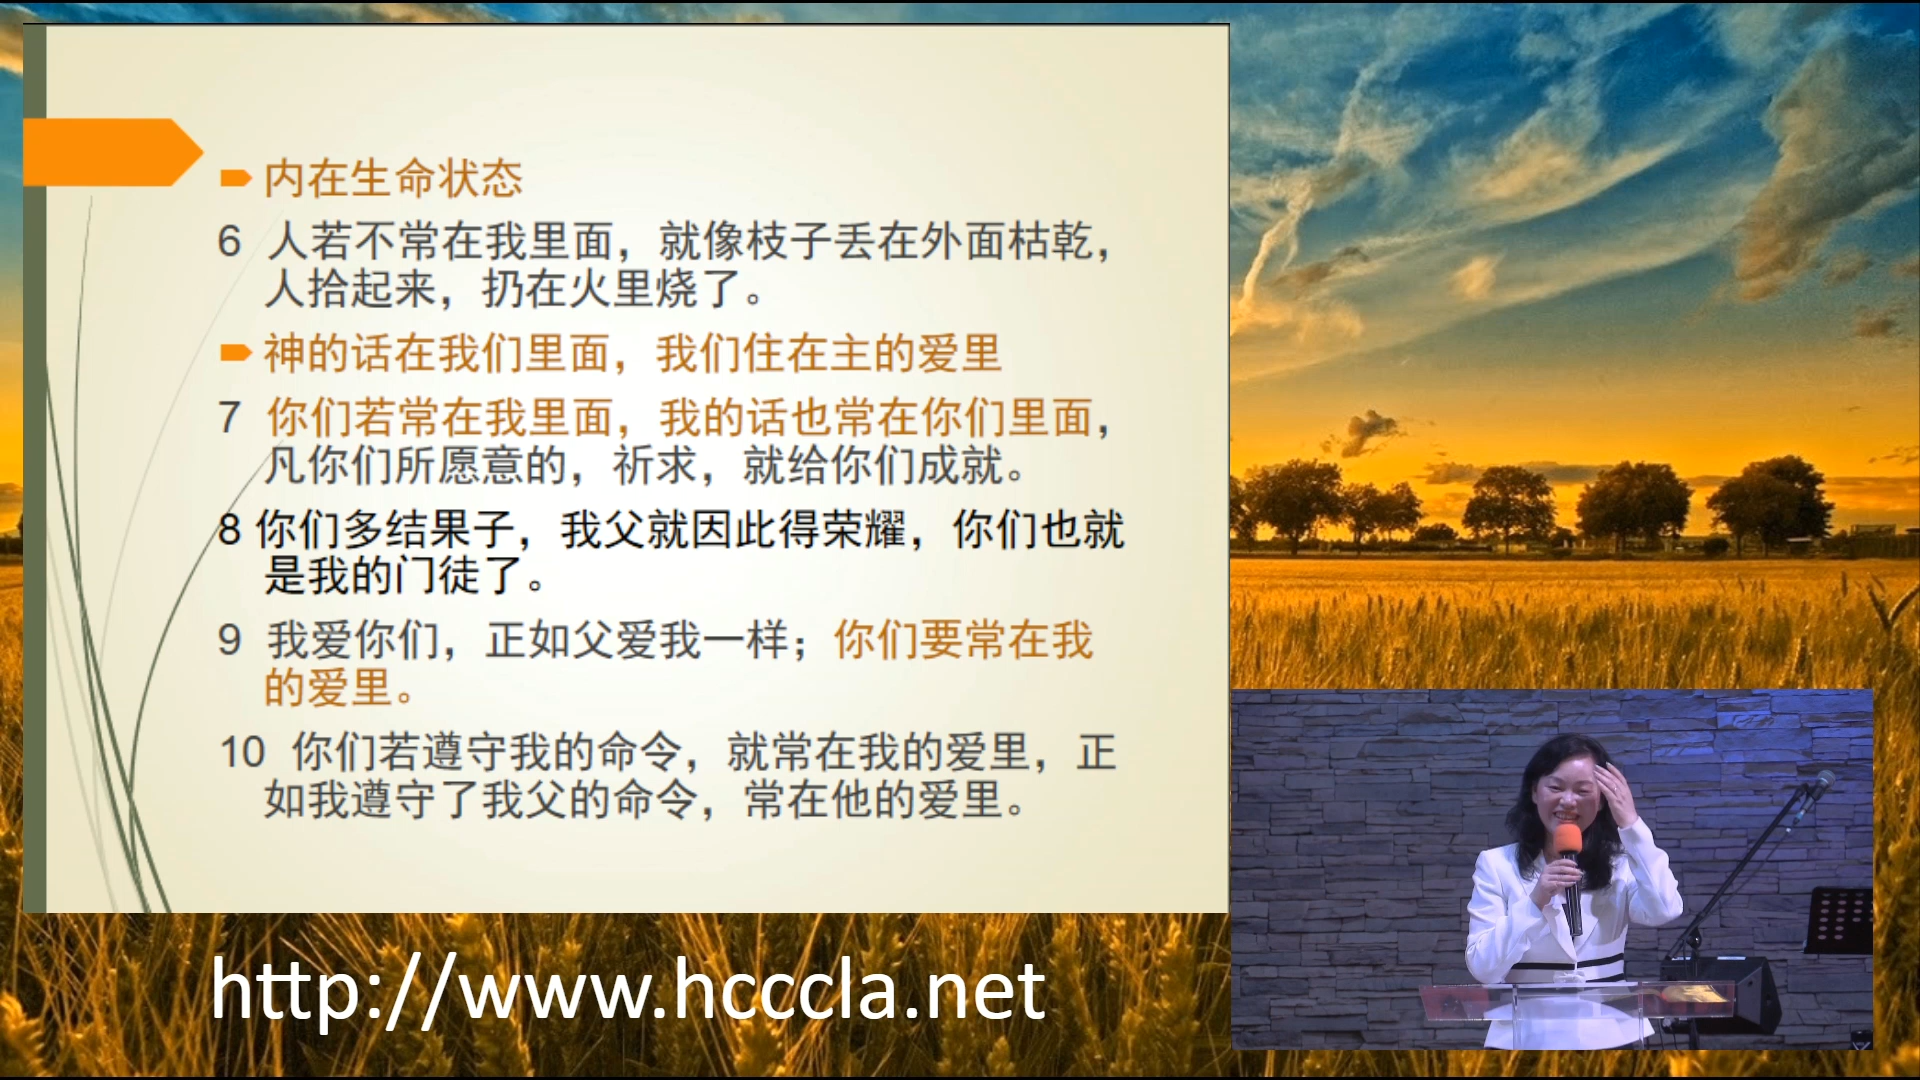 内在生命状态
6 人若不常在我里面，就像枝子丢在外面枯乾，
人拾起来，扔在火里烧了。
神的话在我们里面，我们住在主的爱里
7 你们若常在我里面，我的话也常在你们里面，
凡你们所愿意的，祈求，就给你们成就。
8 你们多结果子，我父就因此得荣耀，你们也就
是我的门徒了。
9 我爱你们，正如父爱我一样；你们要常在我
的爱里。
10 你们若遵守我的命令，就常在我的爱里，正
如我遵守了我父的命令，常在他的爱里。
http://www.hcccla.net